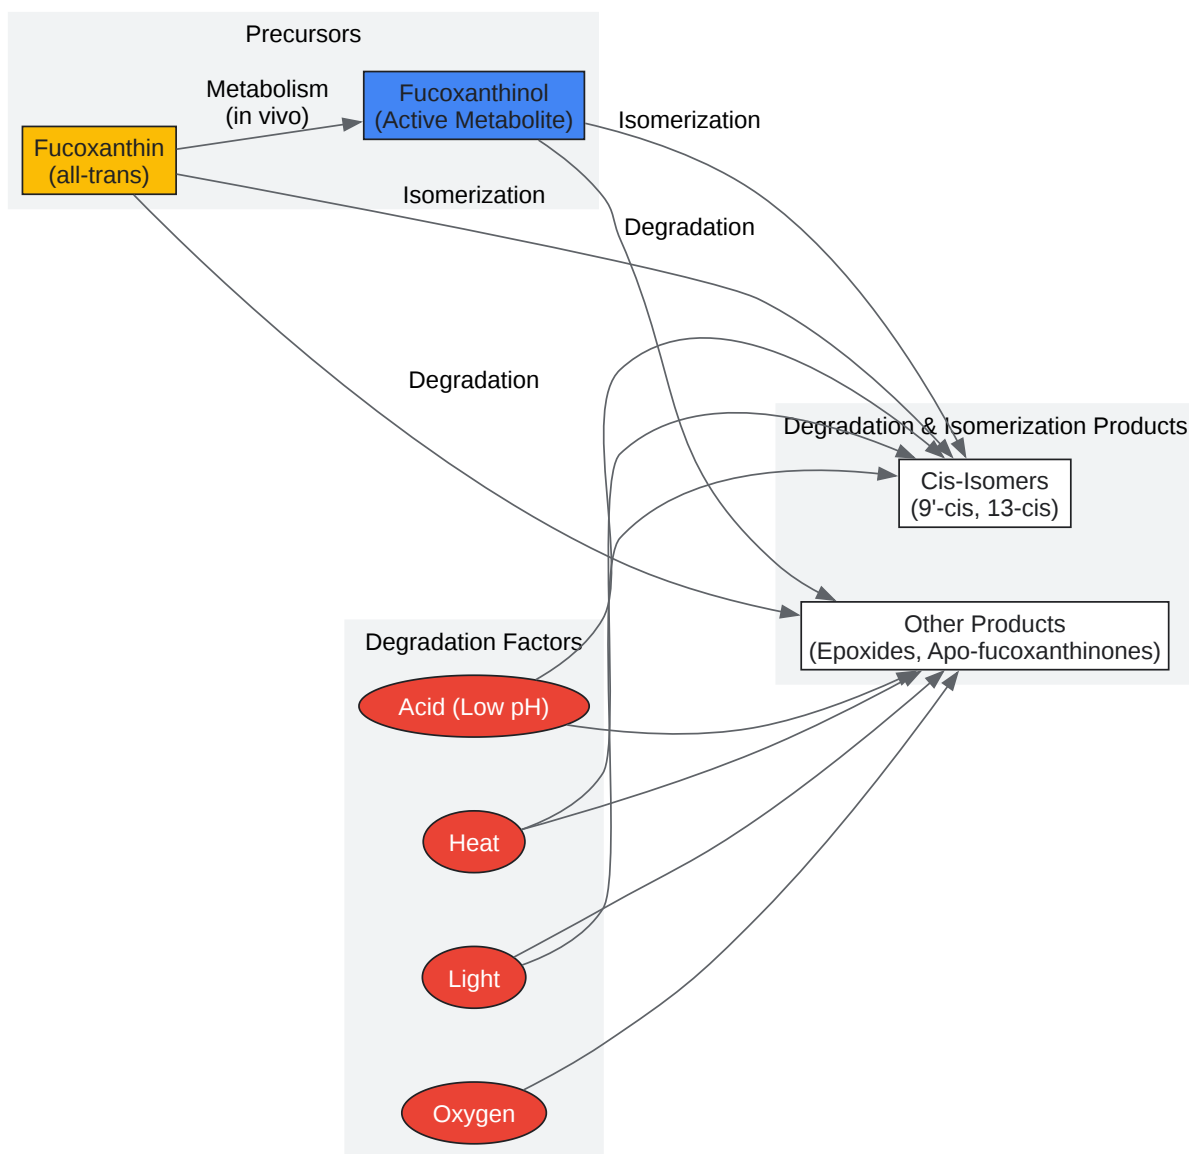 Precursors
Metabolism
(in vivo)
Fucoxanthinol
(Active Metabolite)
Fucoxanthin
(all-trans)
Isomerization
Isomerization
Degradation
Degradation
Degradation & Isomerization Products
Cis-Isomers
(9'-cis, 13-cis)
Other Products
(Epoxides, Apo-fucoxanthinones)
Degradation Factors
Acid (Low pH)
Heat
Light
Oxygen